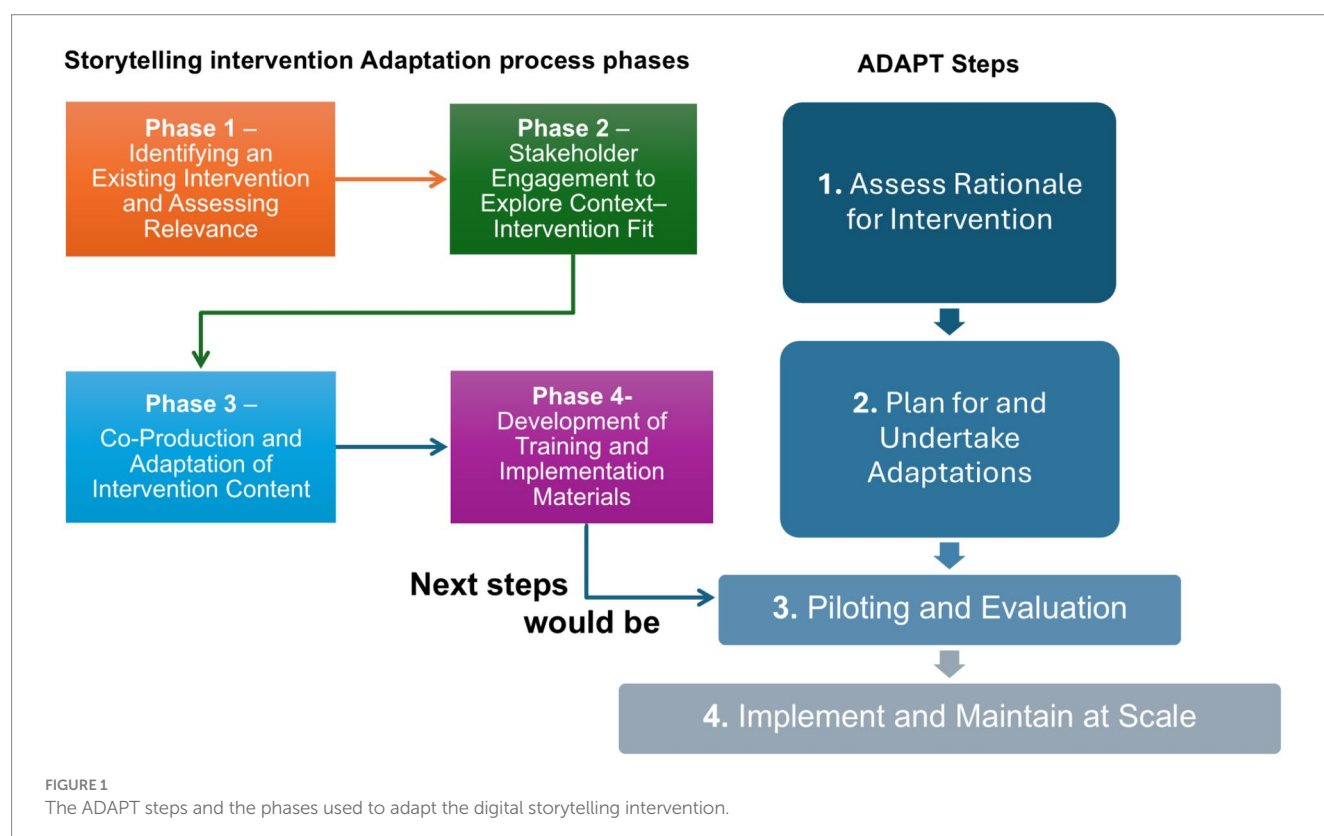 Storytelling intervention Adaptation process phases
Phase 1 –
Identifying an
Existing Intervention
and Assessing
Relevance
Phase 2 –
Stakeholder
Engagement to
Explore Context–
Intervention Fit
Phase 3 –
Co-Production and
Adaptation of
Intervention Content
Phase 4-
Development of
Training and
Implementation
Materials
Next steps
would be
ADAPT Steps
1. Assess Rationale
for Intervention
2. Plan for and
Undertake
Adaptations
3. Piloting and Evaluation
4. Implement and Maintain at Scale
FIGURE 1
The ADAPT steps and the phases used to adapt the digital storytelling intervention.